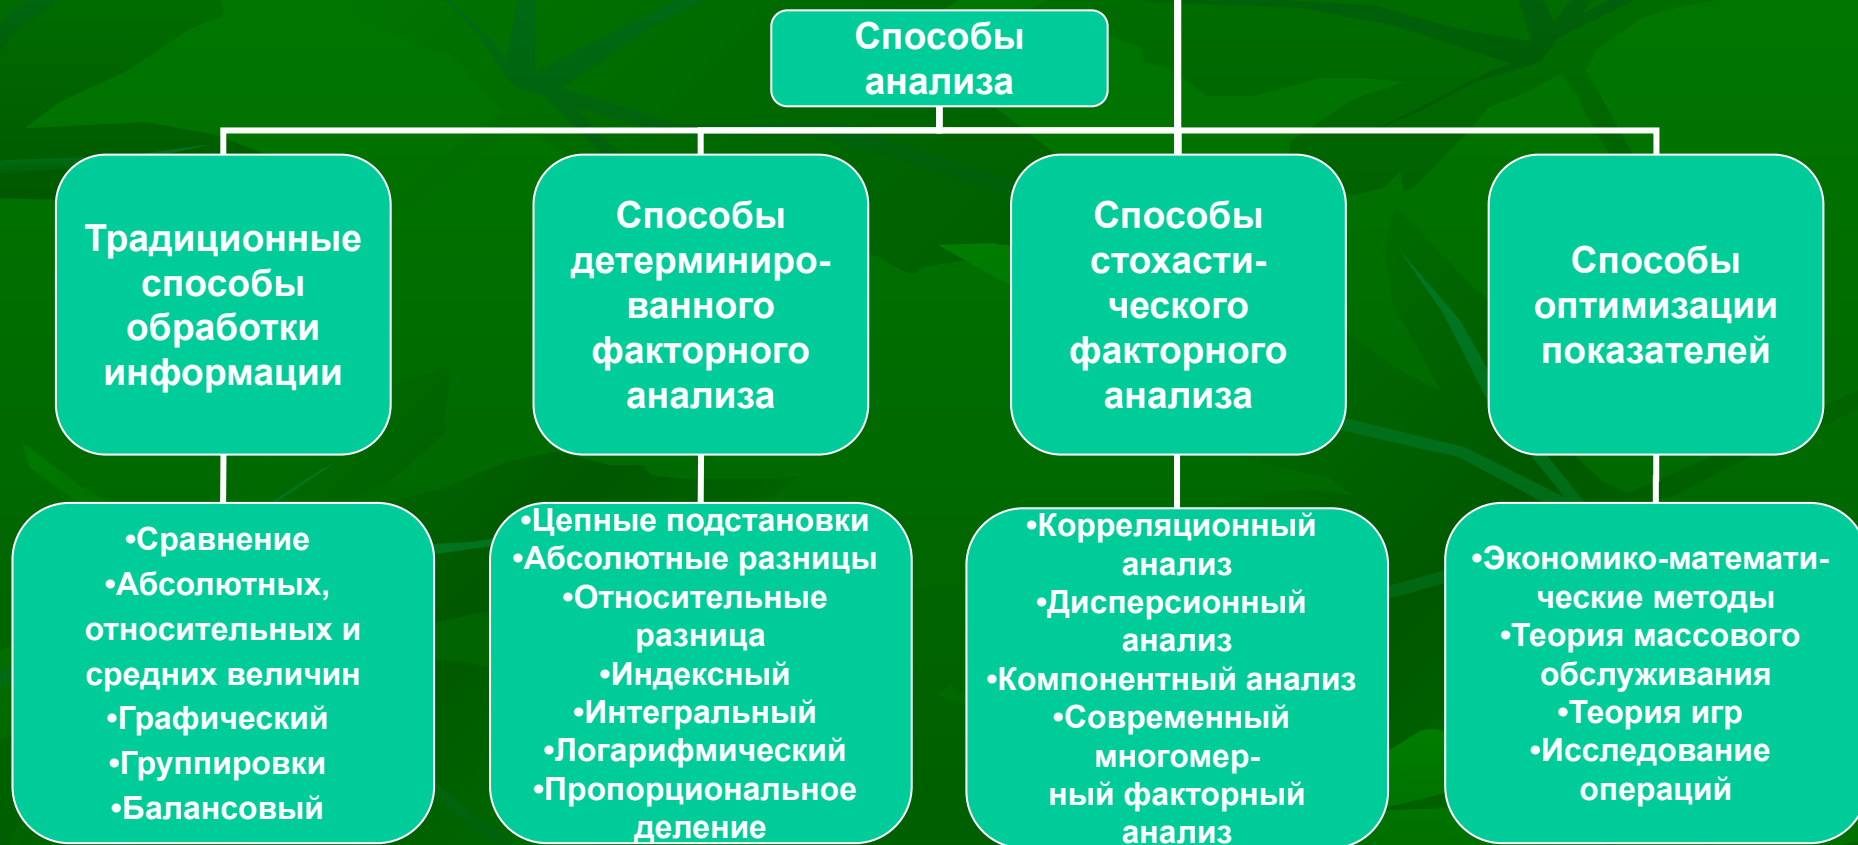 Способы
анализа
Традиционные
способы
обработки
информации
Способы
детерминиро-
ванного
факторного
анализа
Способы
стохасти-
ческого
факторного
анализа
Способы
оптимизации
показателей
•Сравнение
•Абсолютных,
относительных и
средних величин
•Графический
•Группировки
•Балансовый
•Цепные подстановки
•Абсолютные разницы
•Относительные
разница
•Индексный
•Интегральный
•Логарифмический
•Пропорциональное
деление
•Корреляционный
анализ
•Дисперсионный
анализ
•Компонентный анализ
•Современный
многомер-
ный факторный
анализ
•Экономико-математи-
ческие методы
•Теория массового
обслуживания
•Теория игр
•Исследование
операций